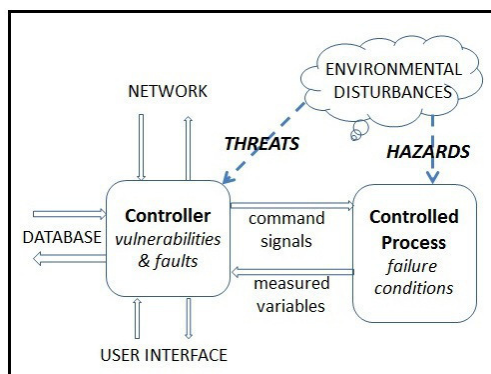 ENVIRONMENTAL
DISTURBANCES
NETWORK
THREATS
HAZARDS
Controller
vulnerabilities
& faults
DATABASE
command
signals
measured
variables
Controlled
Process
failure
conditions
USER INTERFACE